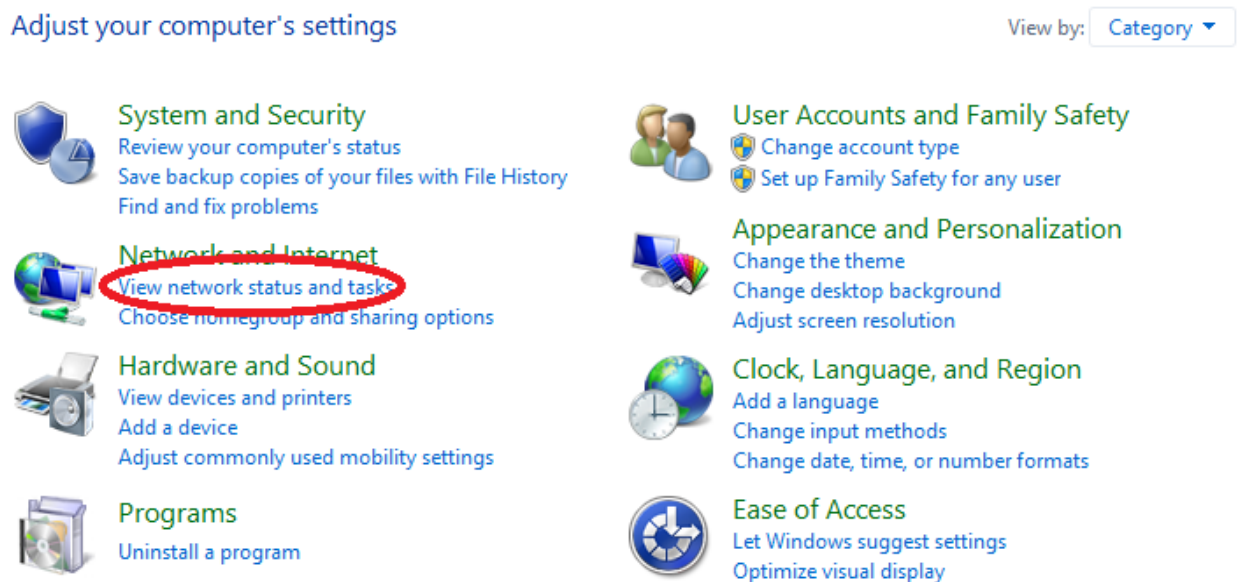 Adjust your computer's settings
View by: Category
System and Security
Review your computer's status
Save backup copies of your files with File History
Find and fix problems
Network and Internet
View network status and tasks
Choose homegroup and sharing options
Hardware and Sound
View devices and printers
Add a device
Adjust commonly used mobility settings
Programs
Uninstall a program
User Accounts and Family Safety
Change account type
Set up Family Safety for any user
Appearance and Personalization
Change the theme
Change desktop background
Adjust screen resolution
Clock, Language, and Region
Add a language
Change input methods
Change date, time, or number formats
Ease of Access
Let Windows suggest settings
Optimize visual display